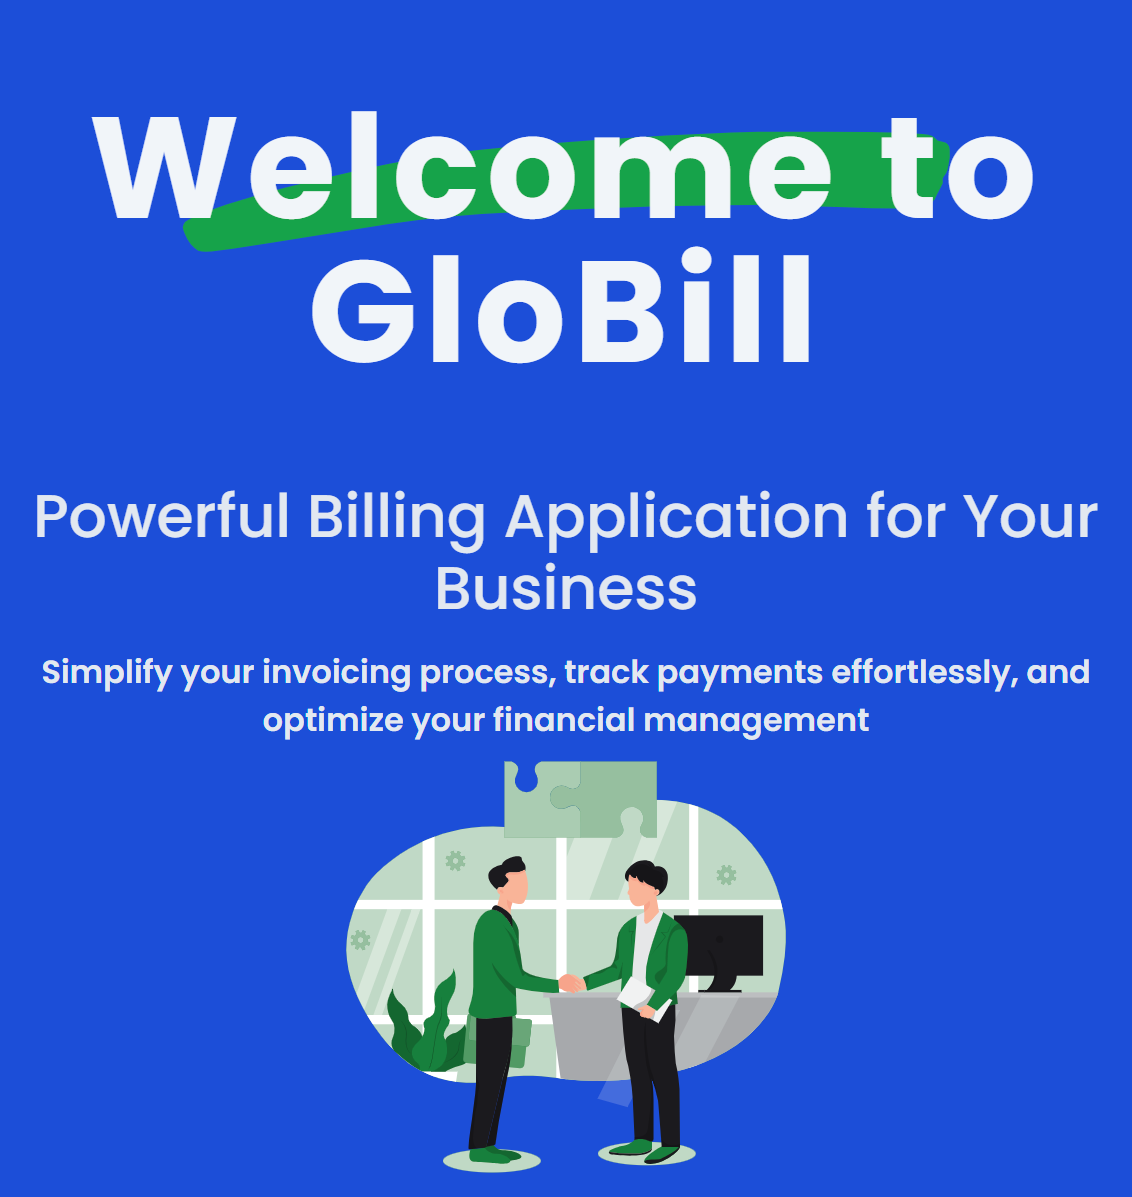 Welcome to
GloBill
Powerful Billing Application for Your
Business
Simplify your invoicing process, track payments effortlessly, and
optimize your financial management